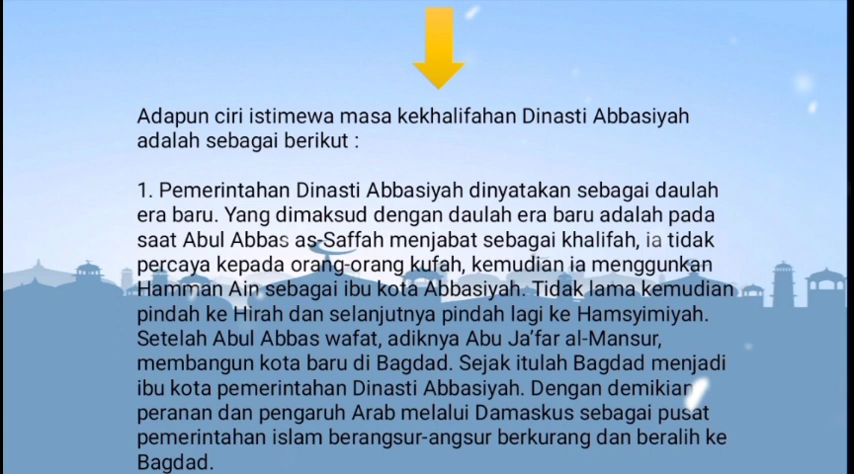 Adapun ciri istimewa masa kekhalifahan Dinasti Abbasiyah
adalah sebagai berikut :
1. Pemerintahan Dinasti Abbasiyah dinyatakan sebagai daulah
era baru. Yang dimaksud dengan daulah era baru adalah pada
saat Abul Abbas as-Saffah menjabat sebagai khalifah, ia tidak
percaya kepada orang-orang kufah, kemudian ia menggunkan
Hamman Ain sebagai ibu kota Abbasiyah. Tidak lama kemudian
pindah ke Hirah dan selanjutnya pindah lagi ke Hamsyimiyah.
Setelah Abul Abbas wafat, adiknya Abu Ja’far al-Mansur,
membangun kota baru di Bagdad. Sejak itulah Bagdad menjadi
ibu kota pemerintahan Dinasti Abbasiyah. Dengan demikian
peranan dan pengaruh Arab melalui Damaskus sebagai pusat
pemerintahan islam berangsur-angsur berkurang dan beralih ke
Bagdad.